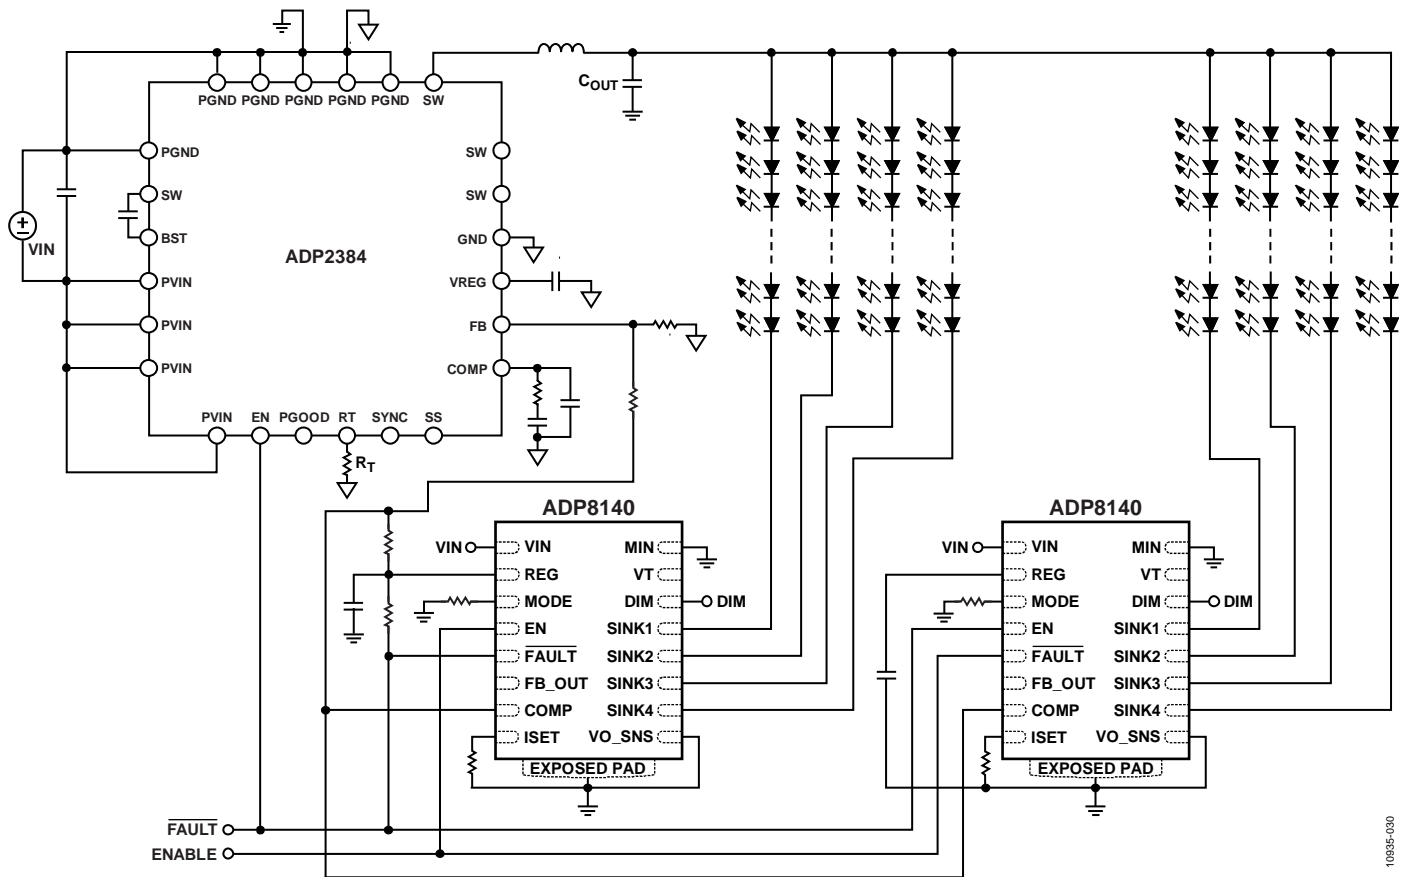 PGND PGND PGND PGND PGND SW
COUT
PGND
SW
SW
SW
BST
GND
VIN
ADP2384
PVIN
VREG
PVIN
FB
PVIN
COMP
PVIN EN PGOOD RT SYNC SS
RT
ADP8140
VIN
VIN
REG
MODE
EN
FAULT
FB_OUT
COMP
ISET
MIN
VT
DIM
DIM
SINK1
SINK2
SINK3
SINK4
VO_SNS
EXPOSED PAD
ADP8140
VIN
VIN
REG
MODE
EN
FAULT
FB_OUT
COMP
ISET
MIN
VT
DIM
DIM
SINK1
SINK2
SINK3
SINK4
VO_SNS
EXPOSED PAD
FAULT
ENABLE
10935-030